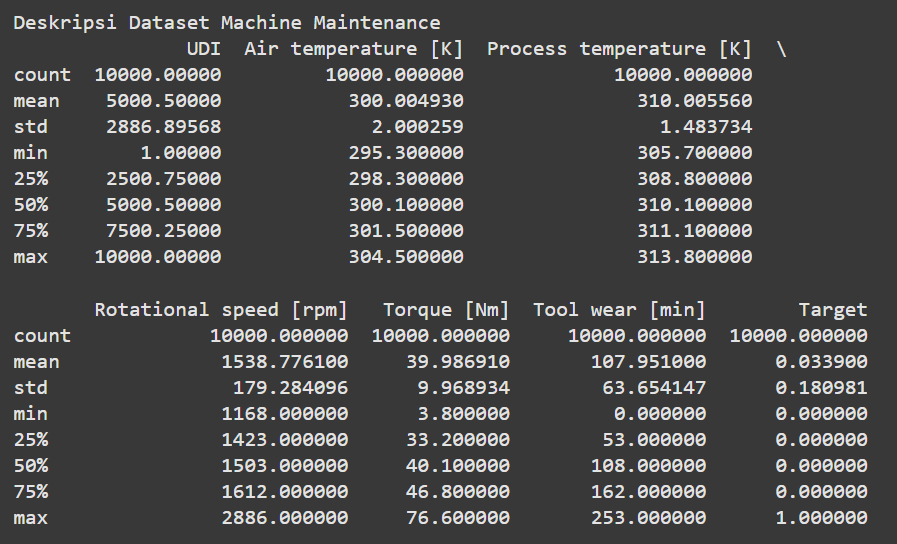 Deskripsi Dataset Machine Maintenance
UDI  Air temperature [K]  Process temperature [K]  \
count  10000.00000         10000.000000             10000.000000
mean    5000.50000           300.004930               310.005560
std     2886.89568             2.000259                 1.483734
min        1.00000           295.300000               305.700000
25%     2500.75000           298.300000               308.800000
50%     5000.50000           300.100000               310.100000
75%     7500.25000           301.500000               311.100000
max    10000.00000           304.500000               313.800000
Rotational speed [rpm]   Torque [Nm]  Tool wear [min]        Target
count            10000.000000  10000.000000     10000.000000  10000.000000
mean              1538.776100     39.986910       107.951000      0.033900
std                179.284096      9.968934        63.654147      0.180981
min               1168.000000      3.800000         0.000000      0.000000
25%               1423.000000     33.200000        53.000000      0.000000
50%               1503.000000     40.100000       108.000000      0.000000
75%               1612.000000     46.800000       162.000000      0.000000
max               2886.000000     76.600000       253.000000      1.000000